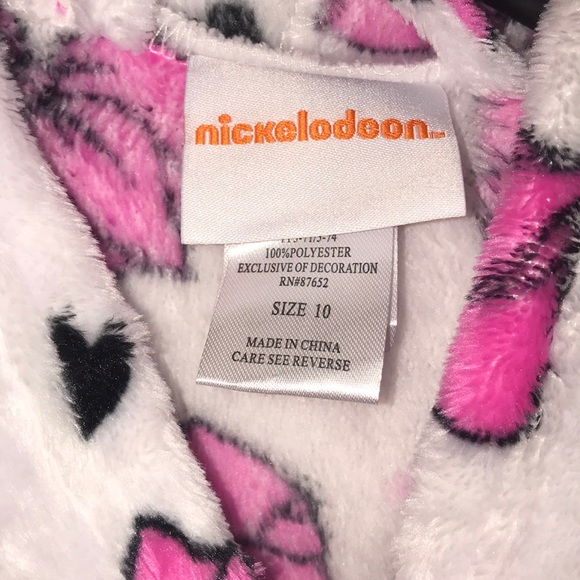 nickelodeon
100%POLYESTER
EXCLUSIVE OF DECORATION
RN#87652
SIZE 10
MADE IN CHINA
CARE SEE REVERSE